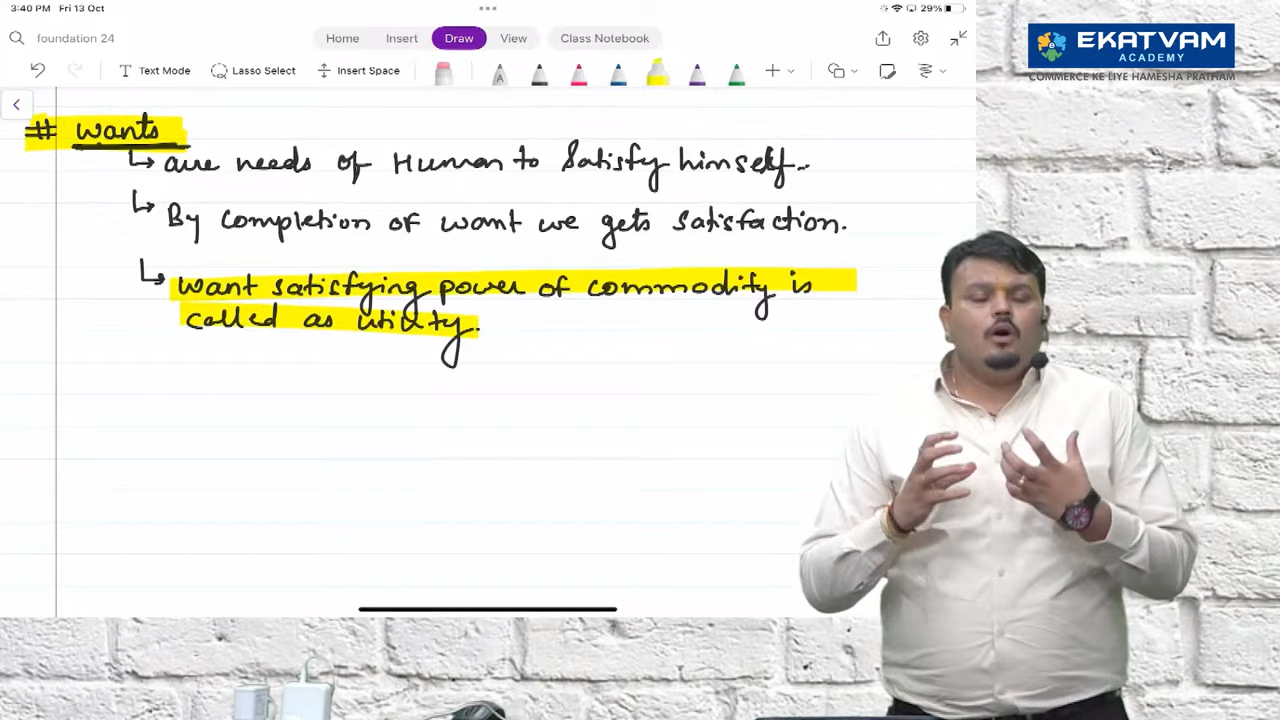 3:40 PM Fri 13 Oct
29%
foundation 24
Home Insert Draw View Class Notebook
Text Mode Lasso Select Insert Space
A
EKATVAM
ACADEMY
COMMERCE KE LIYE HAMESHA PRATHAM
# Wants
↳ are needs of Human to Satisfy himself.
↳ By completion of want we gets satisfaction.
↳ Want satisfying power of commodity is
called as utility.